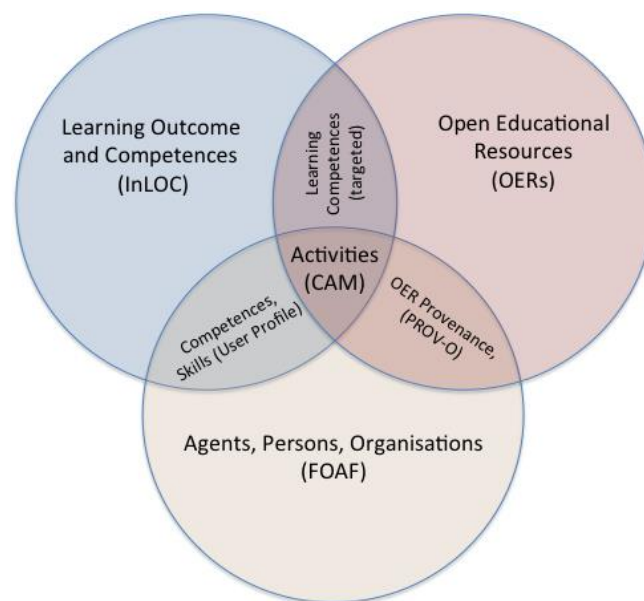 Learning Outcome
and Competences
(InLOC)
Learning
Competences
(targeted)
Open Educational
Resources
(OERs)
Activities
(CAM)
Competences,
Skills (User Profile)
OER Provenance,
(PROV-O)
Agents, Persons, Organisations
(FOAF)